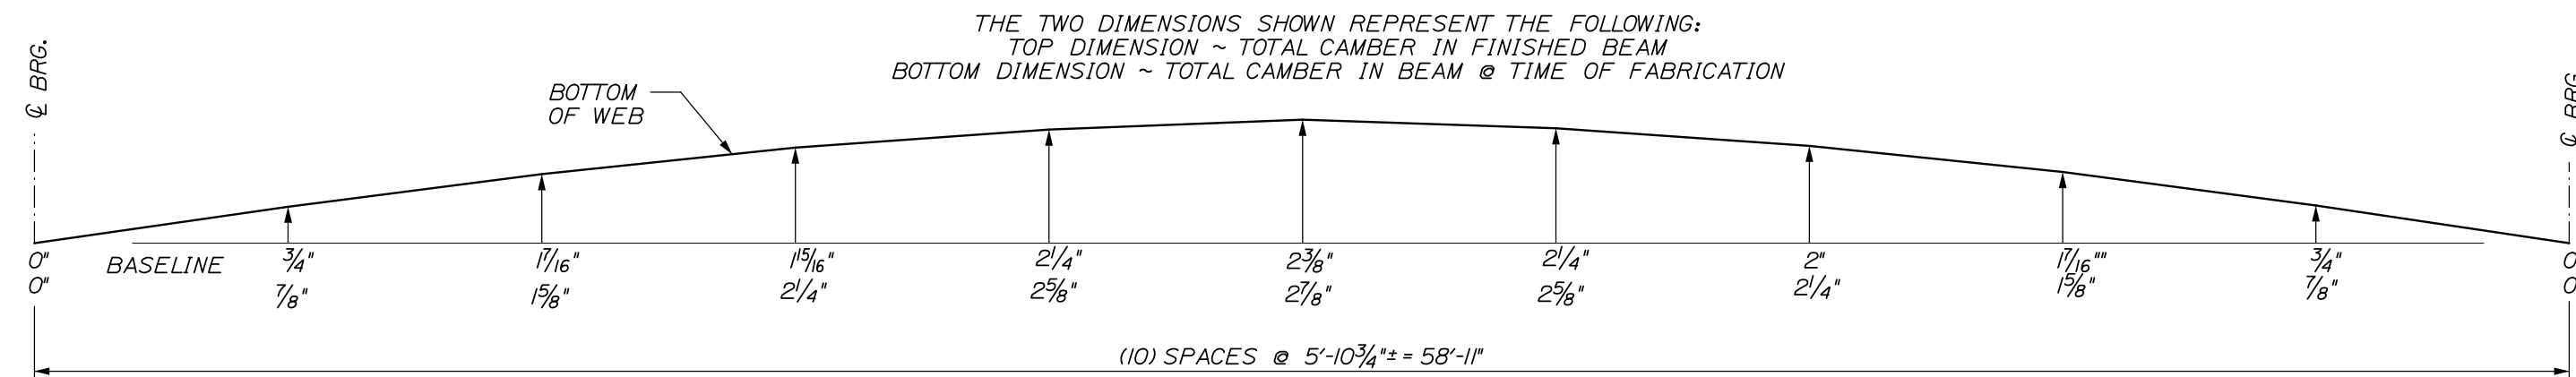 THE TWO DIMENSIONS SHOWN REPRESENT THE FOLLOWING:
TOP DIMENSION ~ TOTAL CAMBER IN FINISHED BEAM
BOTTOM DIMENSION ~ TOTAL CAMBER IN BEAM @ TIME OF FABRICATION
℄ BRG.
℄ BRG.
BOTTOM
OF WEB
0" BASELINE 3/4" 1 7/16" 1 15/16" 2 1/4" 2 3/8" 2 1/4" 2" 1 7/16"" 3/4" 0
0" 7/8" 1 5/8" 2 1/4" 2 5/8" 2 7/8" 2 5/8" 2 1/4" 1 5/8" 7/8" 0
(10) SPACES @ 5'-10 3/4"± = 58'-11"